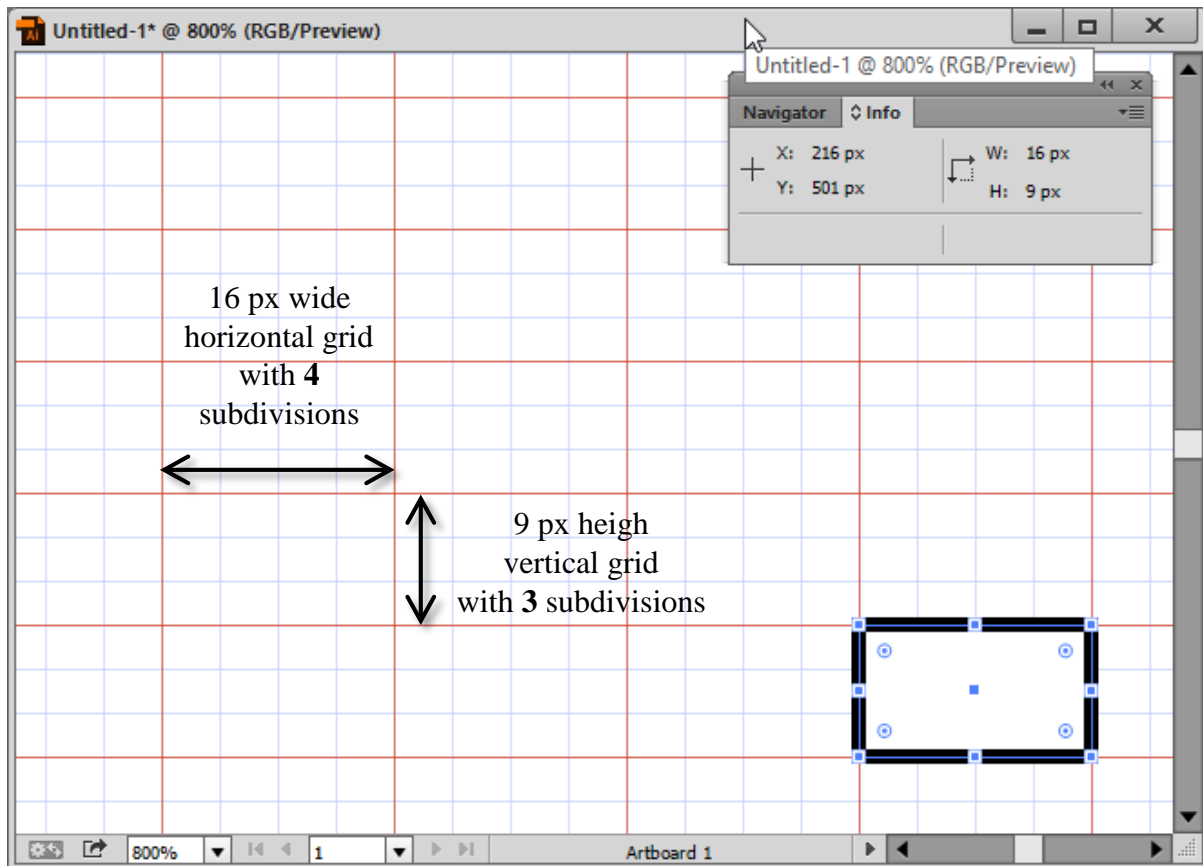 Untitled-1* @ 800% (RGB/Preview)
Untitled-1 @ 800% (RGB/Preview)
Navigator Info
X: 216 px W: 16 px
Y: 501 px H: 9 px
16 px wide
horizontal grid
with 4
subdivisions
9 px heigh
vertical grid
with 3 subdivisions
800% 1 Artboard 1